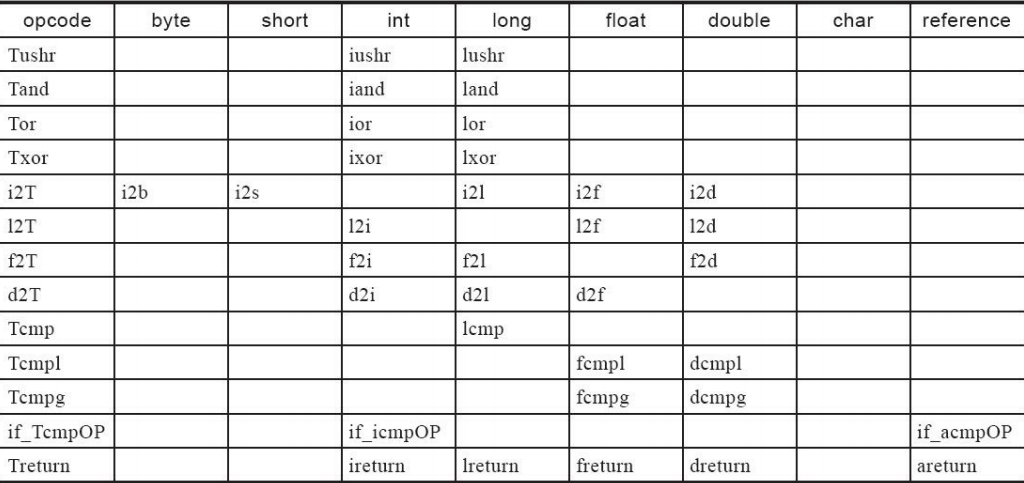 opcode byte short int long float double char reference
Tushr iushr lushr
Tand iand land
Tor ior lor
Txor ixor lxor
i2T i2b i2s i2l i2f i2d
l2T l2i l2f l2d
f2T f2i f2l f2d
d2T d2i d2l d2f
Tcmp lcmp
Tcmpl fcmpl dcmpl
Tcmpg fcmpg dcmpg
if_TcmpOP if_icmpOP if_acmpOP
Treturn ireturn lreturn freturn dreturn areturn